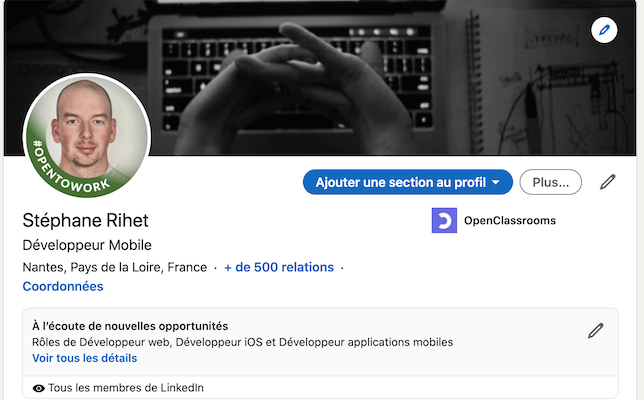 #OPENTOWORK
Ajouter une section au profil
Plus...
Stéphane Rihet
OpenClassrooms
Développeur Mobile
Nantes, Pays de la Loire, France · + de 500 relations ·
Coordonnées
À l'écoute de nouvelles opportunités
Rôles de Développeur web, Développeur iOS et Développeur applications mobiles
Voir tous les détails
Tous les membres de LinkedIn